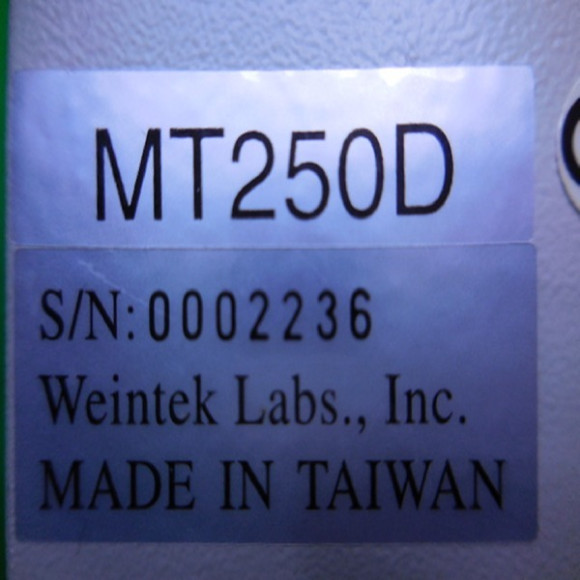 MT250D
S/N: 0002236
Weintek Labs., Inc.
MADE IN TAIWAN